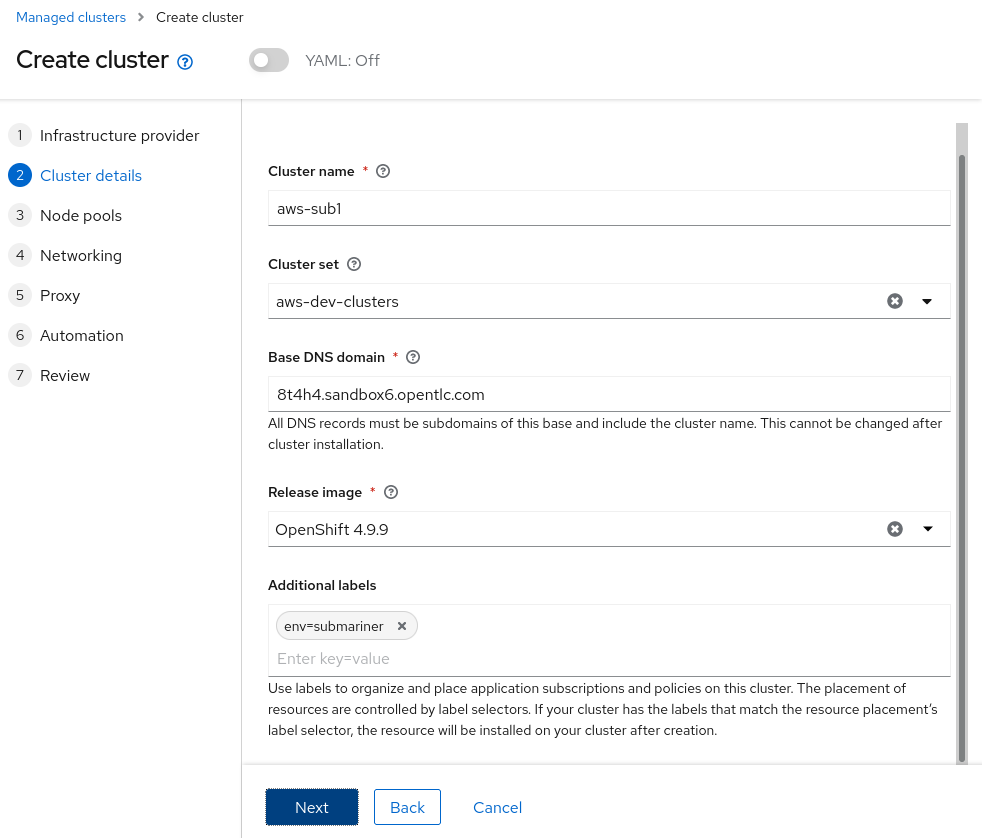 Managed clusters > Create cluster
Create cluster ?
YAML: Off
1 Infrastructure provider
2 Cluster details
3 Node pools
4 Networking
5 Proxy
6 Automation
7 Review
Cluster name * ?
aws-sub1
Cluster set ?
aws-dev-clusters
Base DNS domain * ?
8t4h4.sandbox6.opentlc.com
All DNS records must be subdomains of this base and include the cluster name. This cannot be changed after
cluster installation.
Release image * ?
OpenShift 4.9.9
Additional labels
env=submariner ×
Enter key=value
Use labels to organize and place application subscriptions and policies on this cluster. The placement of
resources are controlled by label selectors. If your cluster has the labels that match the resource placement’s
label selector, the resource will be installed on your cluster after creation.
Next Back Cancel